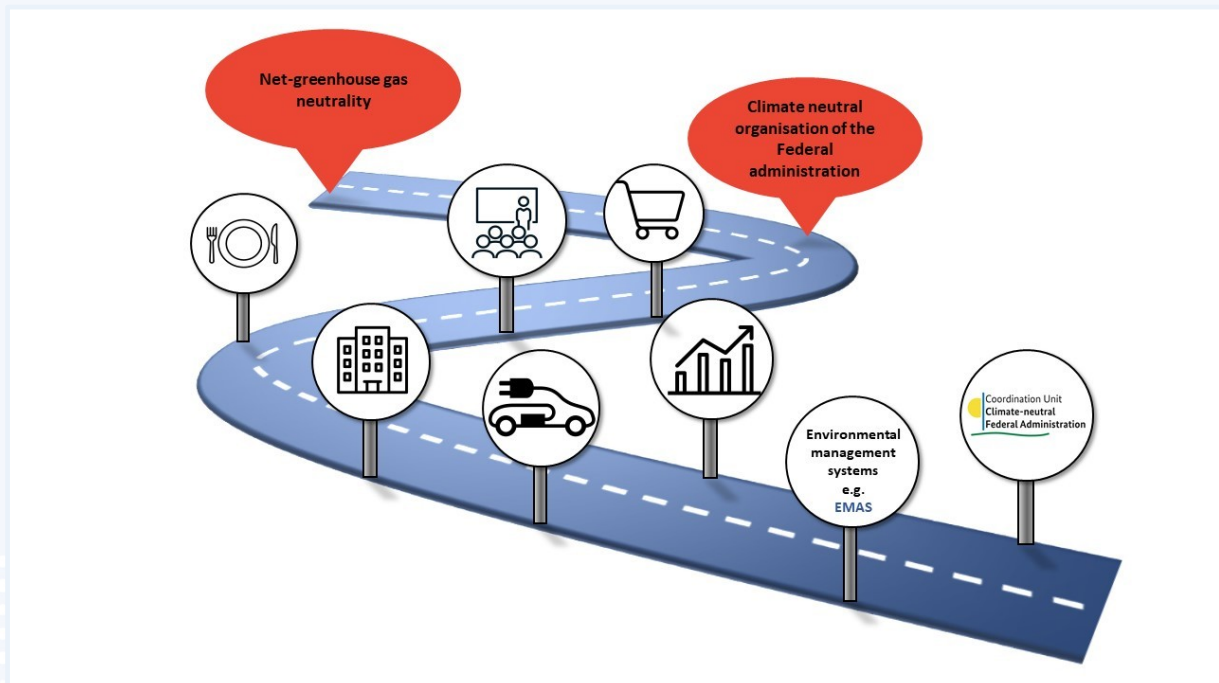 Net-greenhouse gas
neutrality
Climate neutral
organisation of the
Federal
administration
Environmental
management
systems
e.g.
EMAS
Coordination Unit
Climate-neutral
Federal Administration